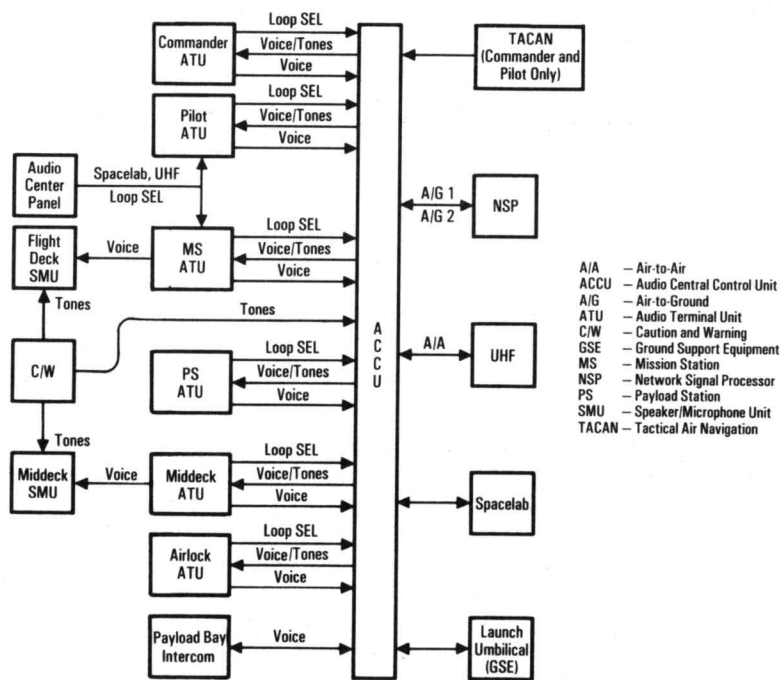 Commander
ATU
Loop SEL
Voice/Tones
Voice
Pilot
ATU
Loop SEL
Voice/Tones
Voice
Audio
Center
Panel
Spacelab, UHF
Loop SEL
Flight
Deck
SMU
Voice
MS
ATU
Loop SEL
Voice/Tones
Voice
Tones
C/W
Tones
PS
ATU
Loop SEL
Voice/Tones
Voice
Tones
Middeck
SMU
Voice
Middeck
ATU
Loop SEL
Voice/Tones
Voice
Airlock
ATU
Loop SEL
Voice/Tones
Voice
Payload Bay
Intercom
Voice
A
C
C
U
TACAN
(Commander and
Pilot Only)
A/G 1
A/G 2
NSP
A/A
UHF
Spacelab
Launch
Umbilical
(GSE)
A/A – Air-to-Air
ACCU – Audio Central Control Unit
A/G – Air-to-Ground
ATU – Audio Terminal Unit
C/W – Caution and Warning
GSE – Ground Support Equipment
MS – Mission Station
NSP – Network Signal Processor
PS – Payload Station
SMU – Speaker/Microphone Unit
TACAN – Tactical Air Navigation